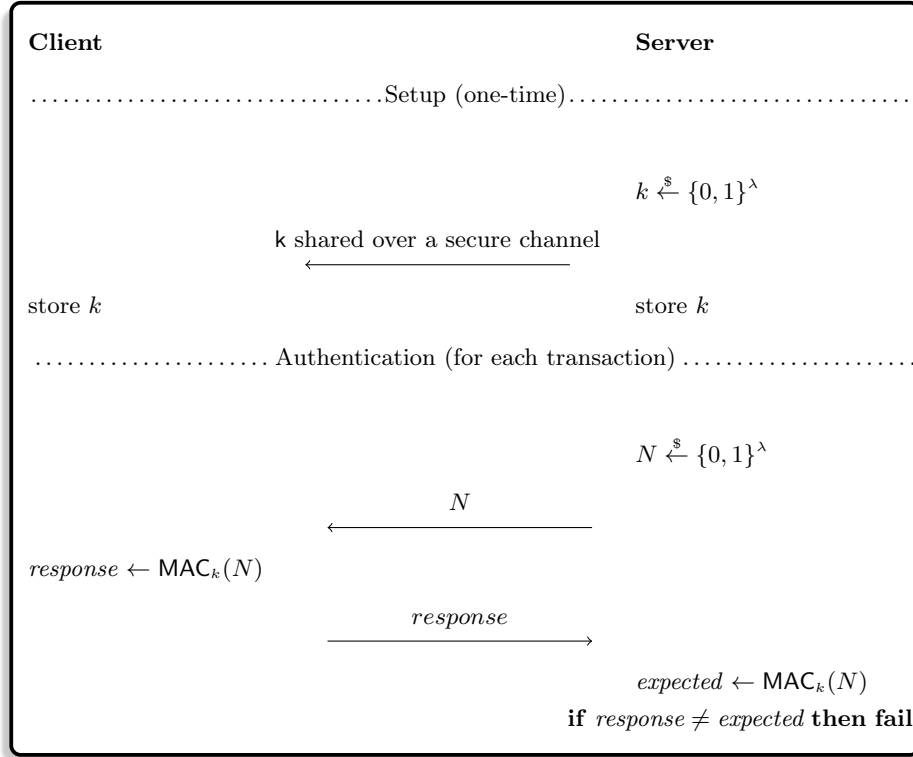 Client Server
................................Setup (one-time)................................
k $← {0, 1}^λ
k shared over a secure channel
store k store k
...................... Authentication (for each transaction) ......................
N $← {0, 1}^λ
N
response ← MAC_k(N)
response
expected ← MAC_k(N)
if response ≠ expected then fail